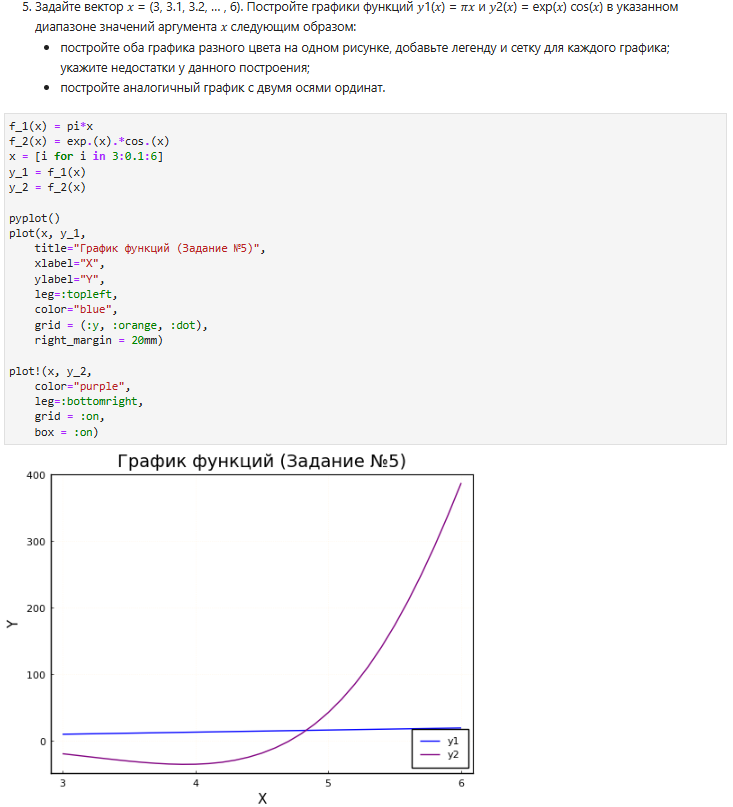 5. Задайте вектор x = (3, 3.1, 3.2, … , 6). Постройте графики функций y1(x) = πx и y2(x) = exp(x) cos(x) в указанном
диапазоне значений аргумента x следующим образом:
• постройте оба графика разного цвета на одном рисунке, добавьте легенду и сетку для каждого графика;
укажите недостатки у данного построения;
• постройте аналогичный график с двумя осями ординат.
f_1(x) = pi*x
f_2(x) = exp.(x).*cos.(x)
x = [i for i in 3:0.1:6]
y_1 = f_1(x)
y_2 = f_2(x)
pyplot()
plot(x, y_1,
title="График функций (Задание №5)",
xlabel="X",
ylabel="Y",
leg=:topleft,
color="blue",
grid = (:y, :orange, :dot),
right_margin = 20mm)
plot!(x, y_2,
color="purple",
leg=:bottomright,
grid = :on,
box = :on)
График функций (Задание №5)
400
300
200
100
0
Y
y1
y2
3 4 5 6
X